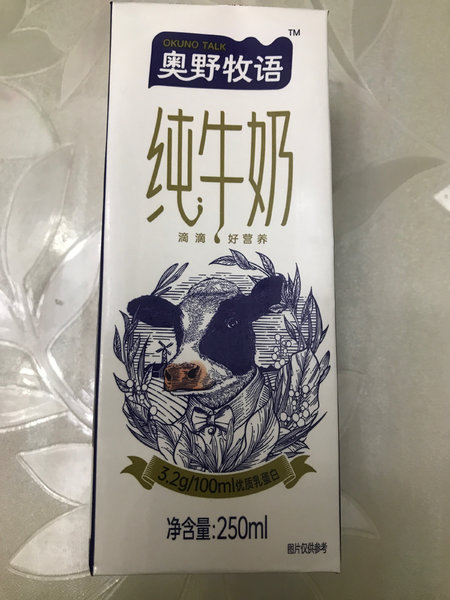 OKUNO TALK
TM
奥野牧语
纯牛奶
滴滴 好营养
3.2g/100ml优质乳蛋白
净含量:250ml
图片仅供参考